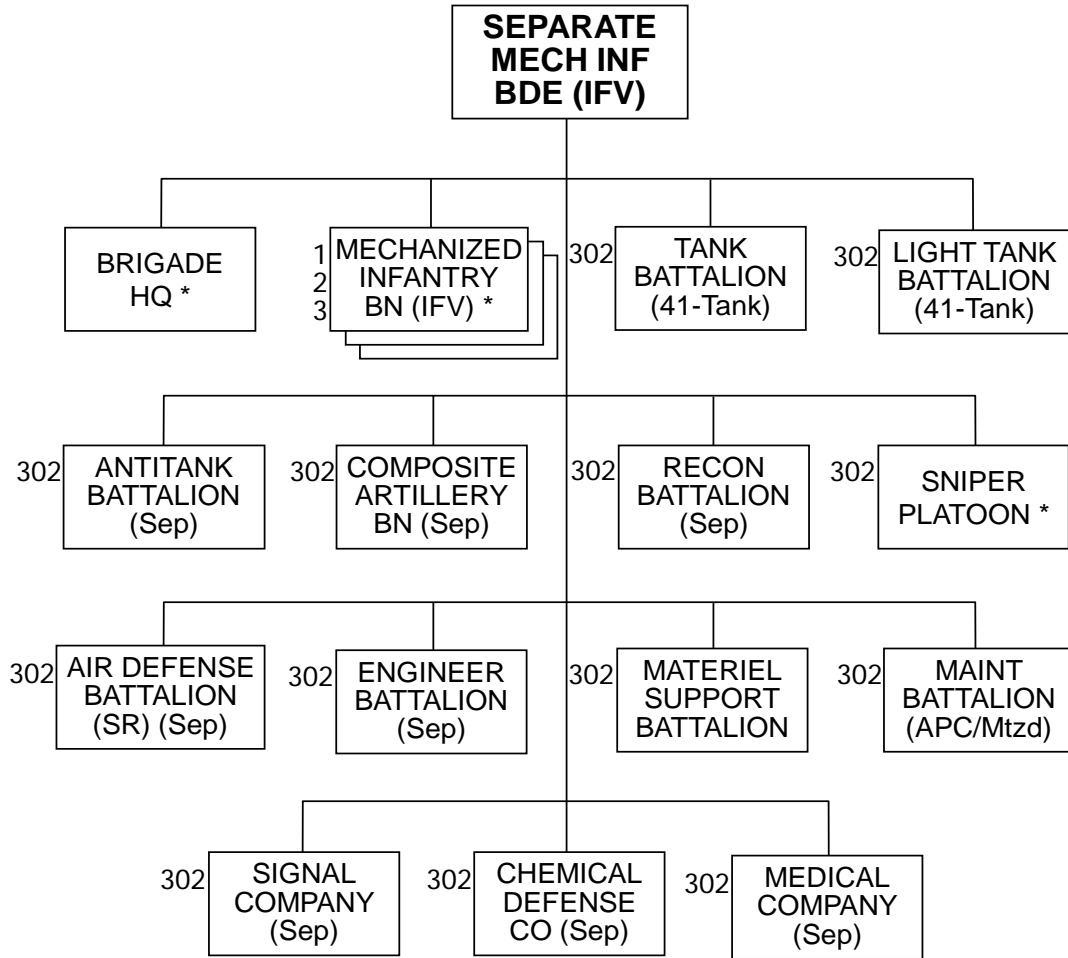 SEPARATE
MECH INF
BDE (IFV)
BRIGADE
HQ *
1
2
3
MECHANIZED
INFANTRY
BN (IFV) *
302
TANK
BATTALION
(41-Tank)
302
LIGHT TANK
BATTALION
(41-Tank)
302
ANTITANK
BATTALION
(Sep)
302
COMPOSITE
ARTILLERY
BN (Sep)
302
RECON
BATTALION
(Sep)
302
SNIPER
PLATOON *
302
AIR DEFENSE
BATTALION
(SR) (Sep)
302
ENGINEER
BATTALION
(Sep)
302
MATERIEL
SUPPORT
BATTALION
302
MAINT
BATTALION
(APC/Mtzd)
302
SIGNAL
COMPANY
(Sep)
302
CHEMICAL
DEFENSE
CO (Sep)
302
MEDICAL
COMPANY
(Sep)